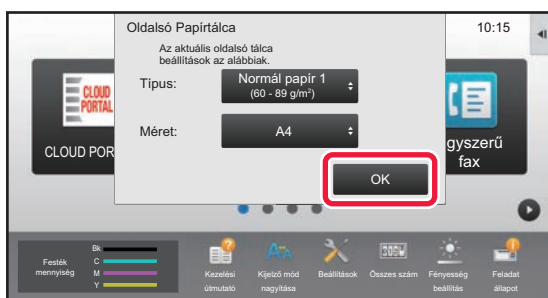 Oldalsó Papírtálca
10:15
Az aktuális oldalsó tálca
beállítások az alábbiak.
Típus:
Normál papír 1
(60 - 89 g/m²)
Méret:
A4
OK
CLOUD
PORTAL
CLOUD POR
gyszerű
fax
Festék
mennyiség
Bk
C
M
Y
Kezelési
útmutató
Kijelző mód
nagyítása
Beállítások
Összes szám
Fényesség
beállítás
Feladat
állapot